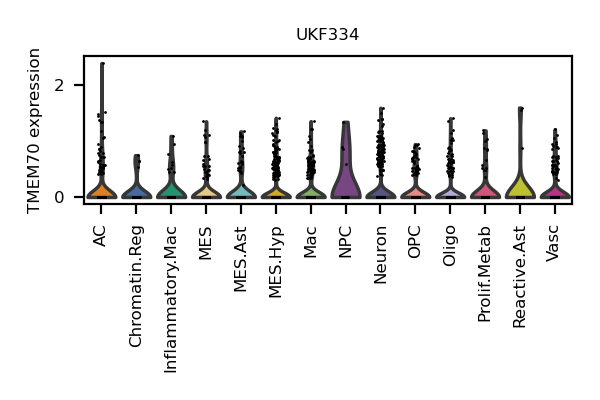 UKF334
TMEM70 expression
2
0
AC
Chromatin.Reg
Inflammatory.Mac
MES
MES.Ast
MES.Hyp
Mac
NPC
Neuron
OPC
Oligo
Prolif.Metab
Reactive.Ast
Vasc